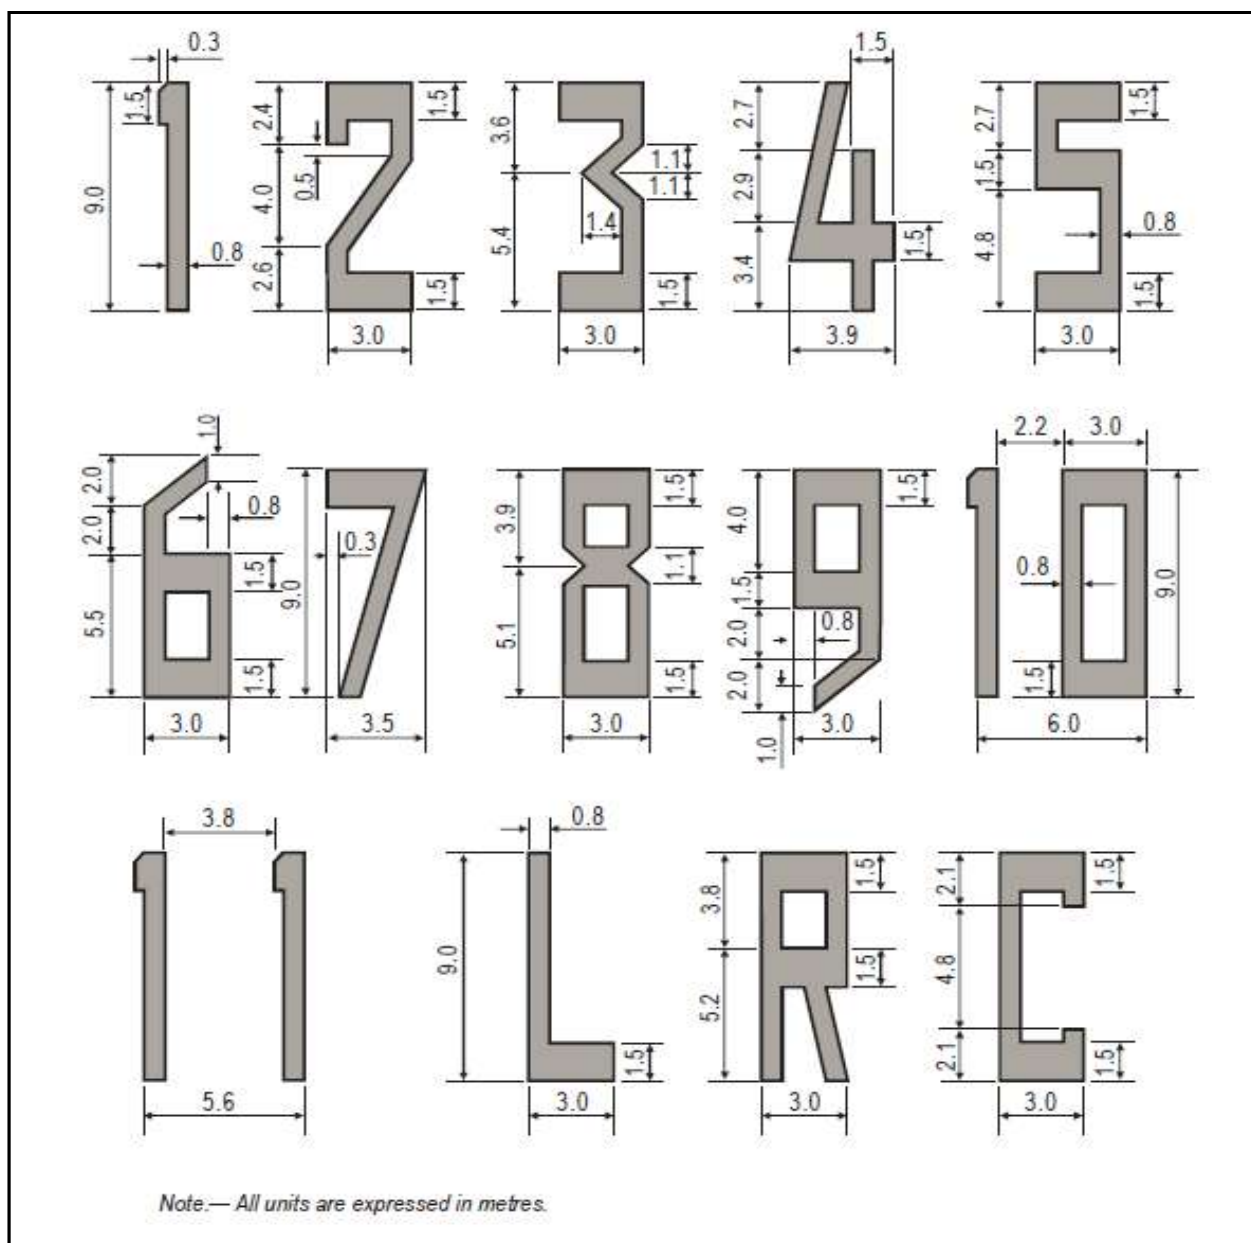 0.3 1.5
1.5 2.4 1.5 3.6 2.7 2.7 1.5
9.0 4.0 0.5 1.1 1.1 2.9 1.5
0.8 2.6 1.5 5.4 1.4 1.5 3.4 1.5 4.8 0.8 1.5
3.0 3.0 3.9 3.0
1.0 2.2 3.0
2.0 1.5 1.5
2.0 0.8 0.3 3.9 1.1 4.0 1.5 0.8 9.0
5.5 1.5 9.0 5.1 2.0 0.8
1.5 1.5 2.0 1.5
3.0 3.5 3.0 1.0 3.0 6.0
3.8 0.8
3.8 1.5 2.1 1.5
9.0 1.5 4.8
5.2
1.5 2.1 1.5
5.6 3.0 3.0 3.0
Note.— All units are expressed in metres.